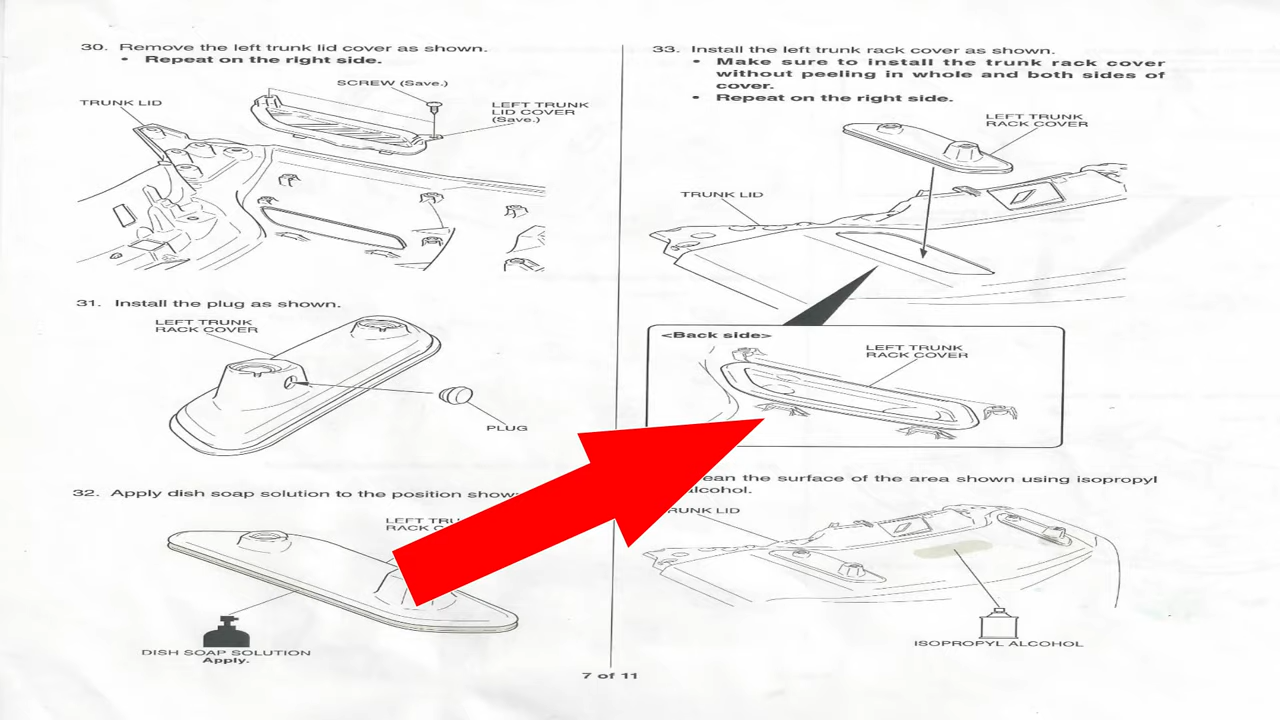 30. Remove the left trunk lid cover as shown.
• Repeat on the right side.
SCREW (Save.)
TRUNK LID
LEFT TRUNK
LID COVER
(Save.)
31. Install the plug as shown.
LEFT TRUNK
RACK COVER
PLUG
32. Apply dish soap solution to the position
LEFT
RACK
DISH SOAP SOLUTION
Apply.
33. Install the left trunk rack cover as shown.
• Make sure to install the trunk rack cover
without peeling in whole and both sides of
cover.
• Repeat on the right side.
LEFT TRUNK
RACK COVER
TRUNK LID
<Back side>
LEFT TRUNK
RACK COVER
the surface of the area shown using isopropyl
LID
ISOPROPYL ALCOHOL
7 of 11